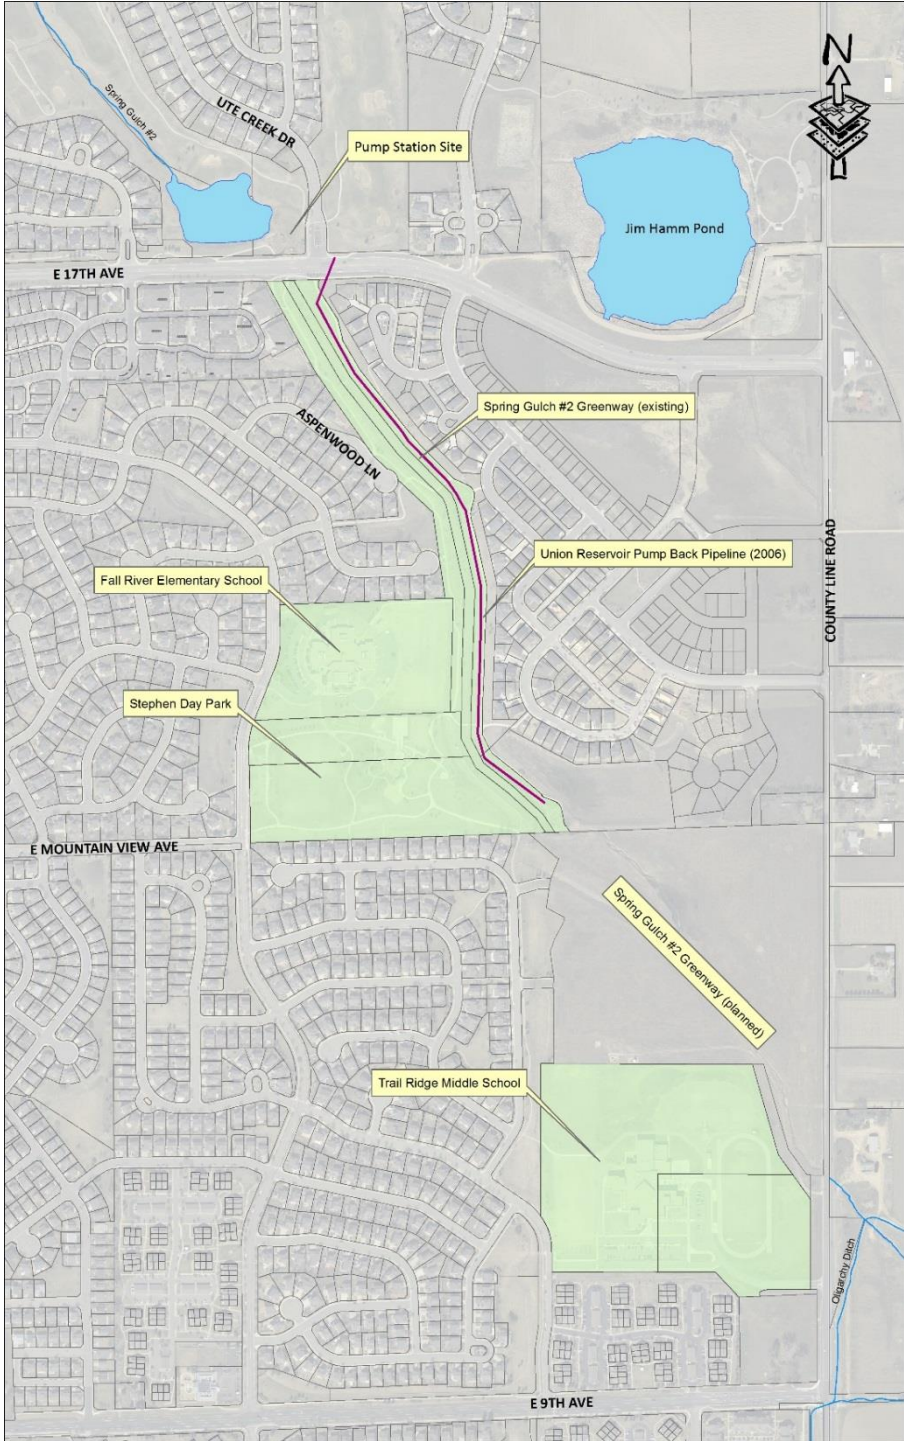 N
Spring Gulch #2
UTE CREEK DR
Pump Station Site
Jim Hamm Pond
E 17TH AVE
Spring Gulch #2 Greenway (existing)
ASPENWOOD LN
Union Reservoir Pump Back Pipeline (2006)
COUNTY LINE ROAD
Fall River Elementary School
Stephen Day Park
E MOUNTAIN VIEW AVE
Spring Gulch #2 Greenway (planned)
Trail Ridge Middle School
Oligarchy Ditch
E 9TH AVE